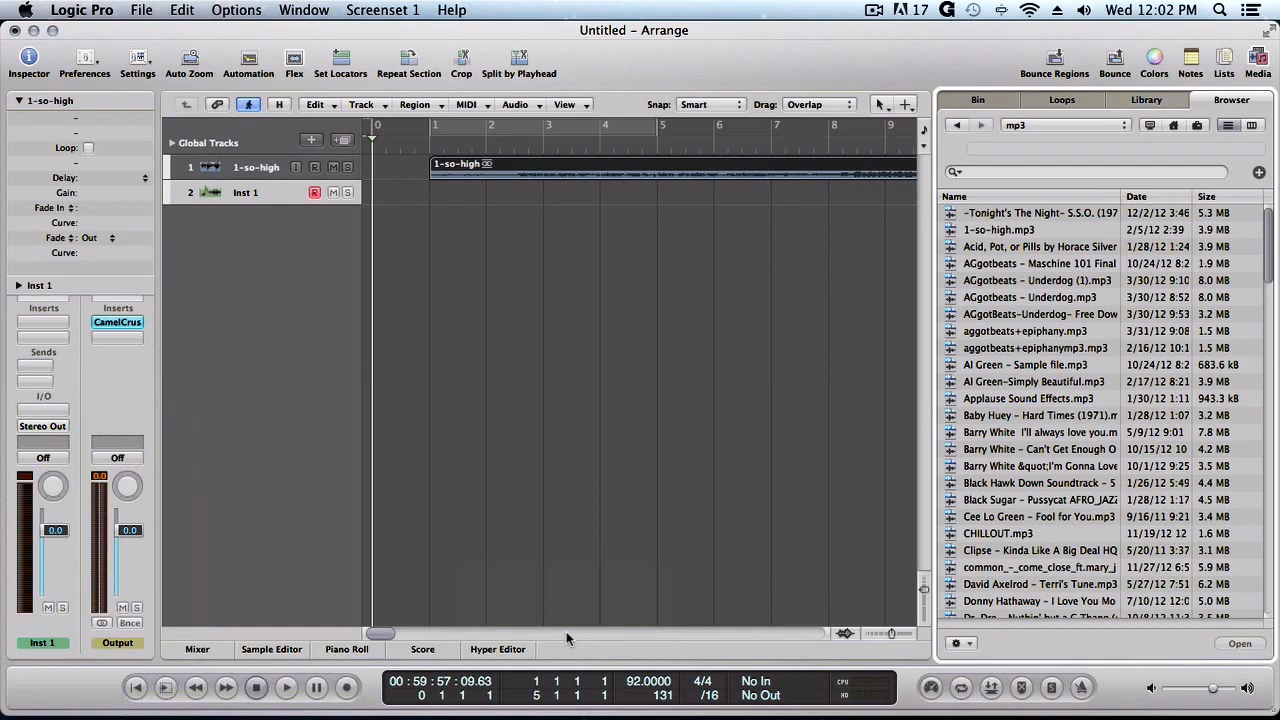 Logic Pro File Edit Options Window Screenset 1 Help 17 Wed 12:02 PM
Untitled - Arrange
Inspector Preferences Settings Auto Zoom Automation Flex Set Locators Repeat Section Crop Split by Playhead Bounce Regions Bounce Colors Notes Lists Media
1-so-high
Edit Track Region MIDI Audio View Snap: Smart Drag: Overlap
Bin Loops Library Browser
mp3
0 1 2 3 4 5 6 7 8 9
Global Tracks
1 1-so-high I R M S
1-so-high
2 Inst 1 R M S
-
-
Loop:
-
Delay:
Gain:
Fade In:
Curve:
Fade: Out
Curve:
Inst 1
Inserts Inserts
CamelCrus
Sends
I/O
Stereo Out
Off Off
0.0
0.0 0.0
M S M S
Bnce
Inst 1 Output
Name Date Size
-Tonight's The Night- S.S.O. (197 12/2/12 3:46 5.3 MB
1-so-high.mp3 2/5/12 2:39 3.9 MB
Acid, Pot, or Pills by Horace Silver 1/28/12 1:24 3.9 MB
AGgotbeats - Maschine 101 Final 10/24/12 8:2 1.9 MB
AGgotbeats - Underdog (1).mp3 3/30/12 9:10 8.0 MB
AGgotbeats - Underdog.mp3 3/30/12 8:52 8.0 MB
AGgotBeats-Underdog- Free Dow 3/30/12 9:12 3.2 MB
aggotbeats+epiphany.mp3 3/31/12 9:08 1.5 MB
aggotbeats+epiphanymp3.mp3 2/16/12 10:1 1.5 MB
Al Green - Sample file.mp3 10/24/12 8:2 683.6 kB
Al Green-Simply Beautiful.mp3 2/17/12 8:21 3.9 MB
Applause Sound Effects.mp3 1/30/12 1:11 943.3 kB
Baby Huey - Hard Times (1971).m 1/28/12 1:07 3.2 MB
Barry White I'll always love you.m 5/9/12 9:01 7.8 MB
Barry White - Can't Get Enough O 10/15/12 10 4.2 MB
Barry White &quot;I'm Gonna Love 10/1/12 9:25 3.5 MB
Black Hawk Down Soundtrack - 5 1/26/12 5:49 4.4 MB
Black Sugar - Pussycat AFRO_JAZZ 1/28/12 1:07 4.5 MB
Cee Lo Green - Fool for You.mp3 9/16/11 9:21 3.4 MB
CHILLOUT.mp3 11/19/12 12 1.6 MB
Clipse - Kinda Like A Big Deal HQ 5/20/11 3:37 3.1 MB
common_-_come_close_ft.mary_j 11/27/12 6:5 5.9 MB
David Axelrod - Terri's Tune.mp3 5/27/12 7:51 6.2 MB
Donny Hathaway - I Love You Mo 7/10/12 12:0 5.0 MB
Open
Mixer Sample Editor Piano Roll Score Hyper Editor
00:59:57:09.63 1 1 1 1 92.0000 4/4 No In CPU
0 1 1 1 5 1 1 1 131 /16 No Out HD